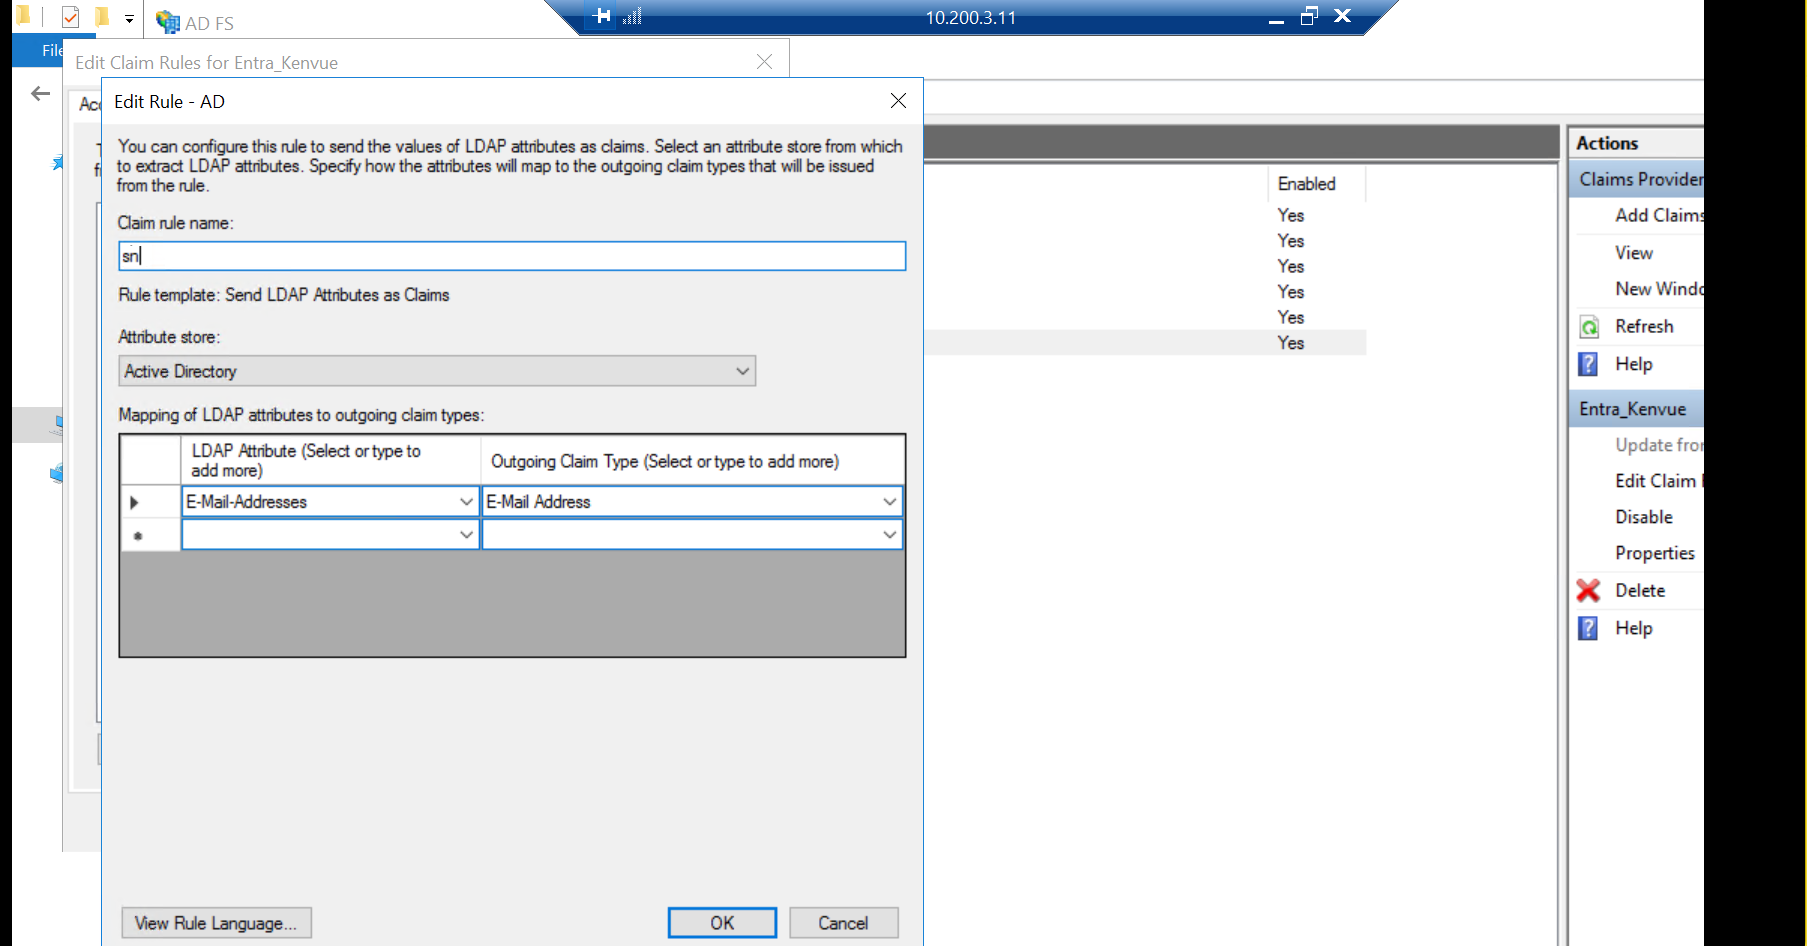 AD FS
10.200.3.11
File
Edit Claim Rules for Entra_Kenvue
Edit Rule - AD
You can configure this rule to send the values of LDAP attributes as claims. Select an attribute store from which
to extract LDAP attributes. Specify how the attributes will map to the outgoing claim types that will be issued
from the rule.
Claim rule name:
sn
Rule template: Send LDAP Attributes as Claims
Attribute store:
Active Directory
Mapping of LDAP attributes to outgoing claim types:
LDAP Attribute (Select or type to
add more)
Outgoing Claim Type (Select or type to add more)
E-Mail-Addresses
E-Mail Address
View Rule Language...
OK
Cancel
Enabled
Yes
Yes
Yes
Yes
Yes
Yes
Actions
Claims Provider
Add Claims
View
New Windo
Refresh
Help
Entra_Kenvue
Update from
Edit Claim
Disable
Properties
Delete
Help